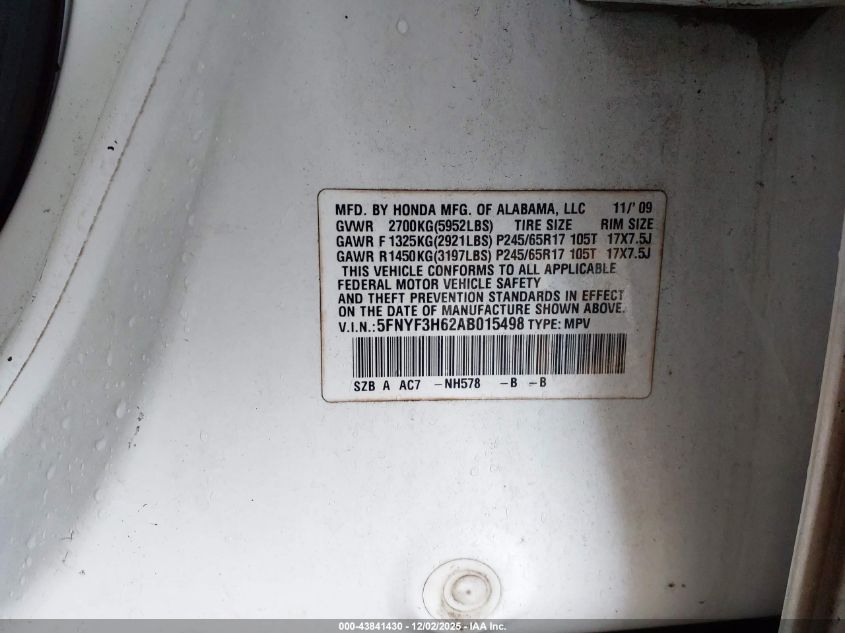 MFD. BY HONDA MFG. OF ALABAMA, LLC 11/'09
GVWR 2700KG(5952LBS) TIRE SIZE RIM SIZE
GAWR F 1325KG(2921LBS) P245/65R17 105T 17X7.5J
GAWR R1450KG(3197LBS) P245/65R17 105T 17X7.5J
THIS VEHICLE CONFORMS TO ALL APPLICABLE
FEDERAL MOTOR VEHICLE SAFETY
AND THEFT PREVENTION STANDARDS IN EFFECT
ON THE DATE OF MANUFACTURE SHOWN ABOVE.
V.I.N.:5FNYF3H62AB015498 TYPE: MPV
SZB A AC7 -NH578 -B -B
000-43841430 - 12/02/2025 - IAA Inc.